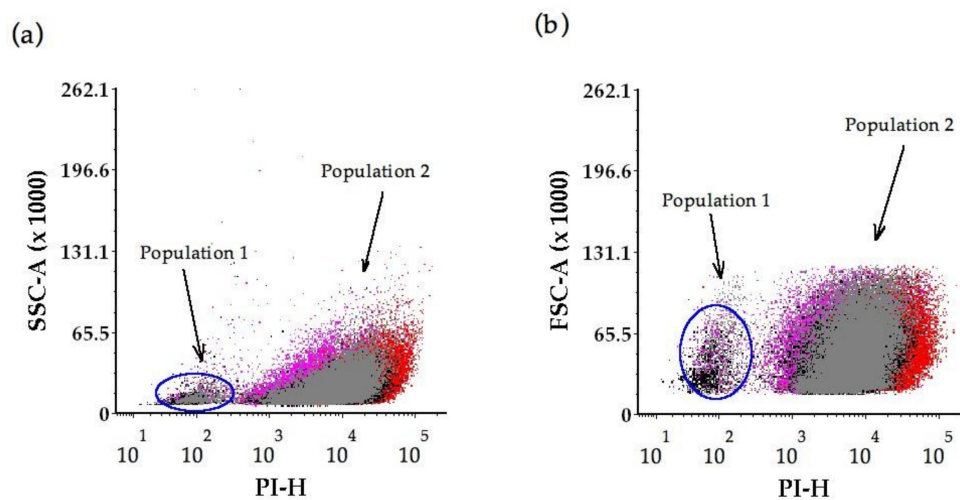 (a)
(b)
262.1
196.6
131.1
65.5
0
SSC-A (x 1000)
Population 1
Population 2
10^1 10^2 10^3 10^4 10^5
PI-H
262.1
196.6
131.1
65.5
0
FSC-A (x 1000)
Population 1
Population 2
10^1 10^2 10^3 10^4 10^5
PI-H